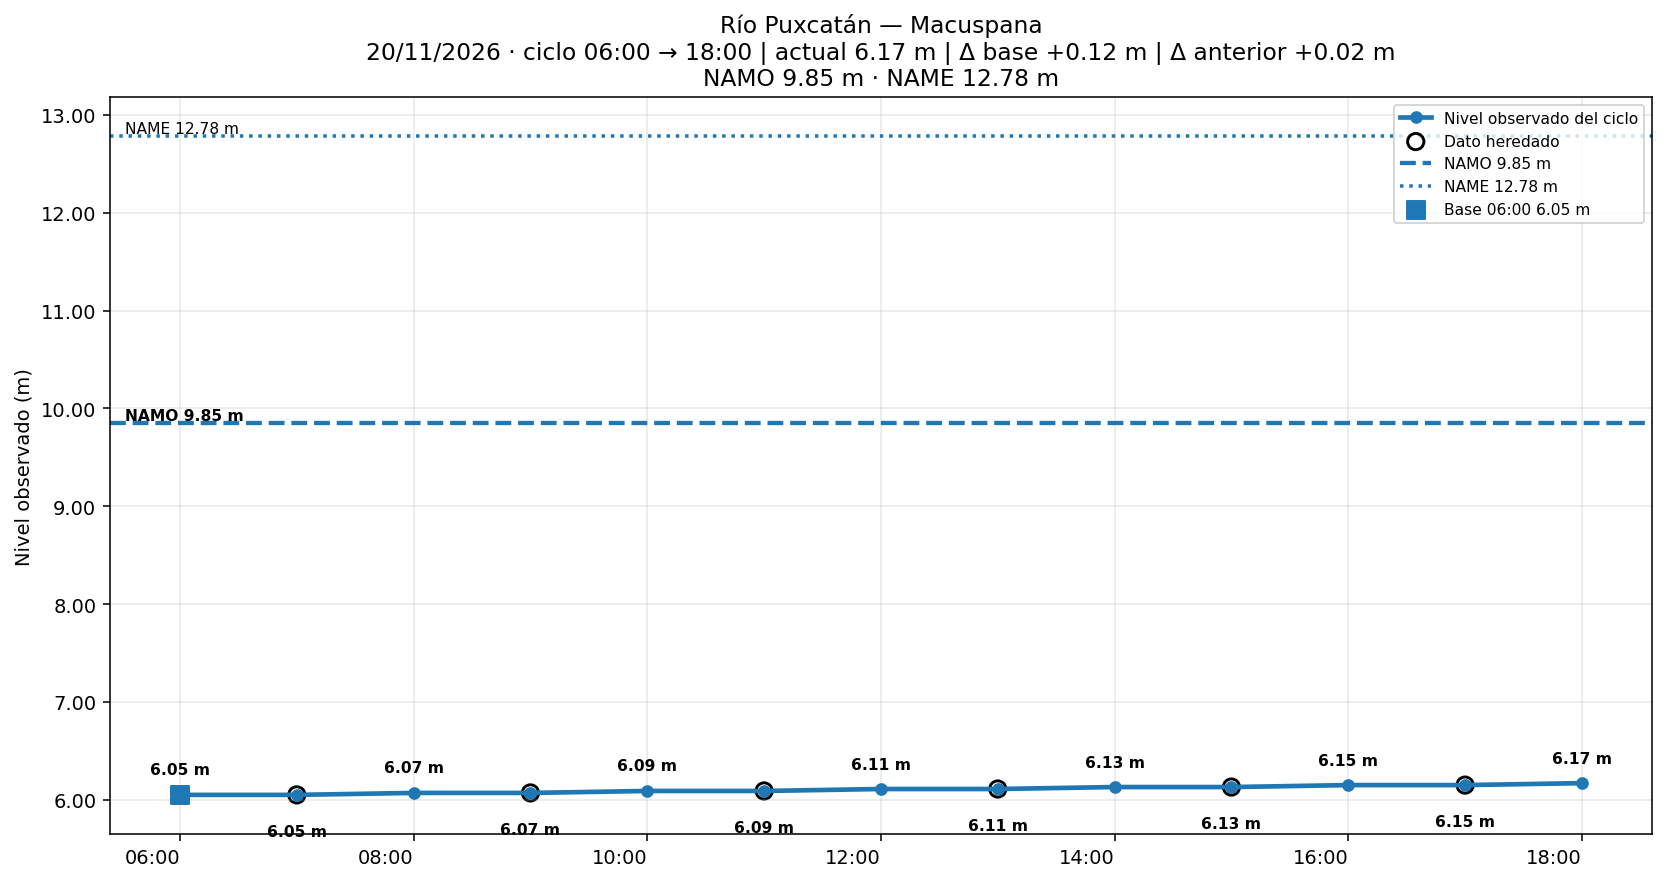 Río Puxcatán — Macuspana
20/11/2026 · ciclo 06:00 → 18:00 | actual 6.17 m | Δ base +0.12 m | Δ anterior +0.02 m
NAMO 9.85 m · NAME 12.78 m
Nivel observado (m)
13.00
12.00
11.00
10.00
9.00
8.00
7.00
6.00
NAME 12.78 m
NAMO 9.85 m
Nivel observado del ciclo
Dato heredado
NAMO 9.85 m
NAME 12.78 m
Base 06:00 6.05 m
6.05 m
6.05 m
6.07 m
6.07 m
6.09 m
6.09 m
6.11 m
6.11 m
6.13 m
6.13 m
6.15 m
6.15 m
6.17 m
06:00
08:00
10:00
12:00
14:00
16:00
18:00